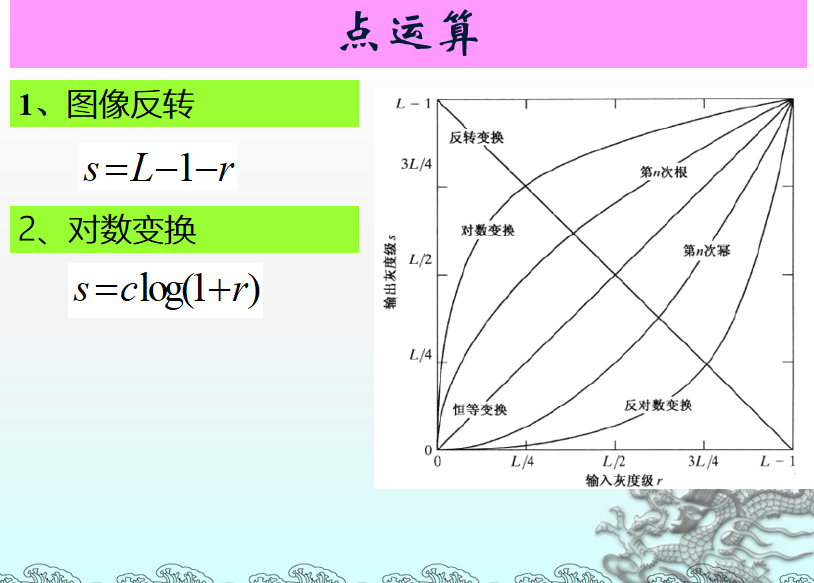 点运算
1、图像反转
s=L−1−r
2、对数变换
s=clog(1+r)
L − 1
3L/4
L/2
L/4
0
输出灰度级 s
反转变换
第n次根
对数变换
第n次幂
恒等变换
反对数变换
0
L/4
L/2
3L/4
L − 1
输入灰度级 r